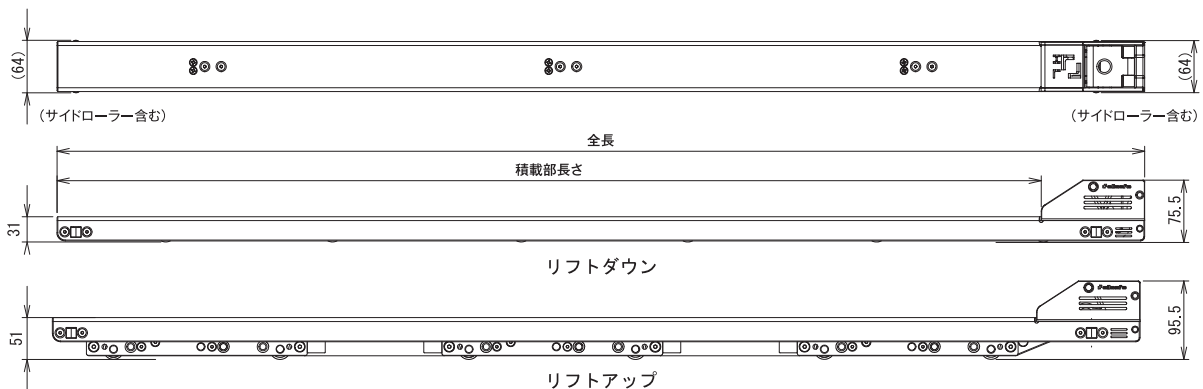 (64)
(64)
(サイドローラー含む)
(サイドローラー含む)
全長
積載部長さ
31
75.5
リフトダウン
51
95.5
リフトアップ